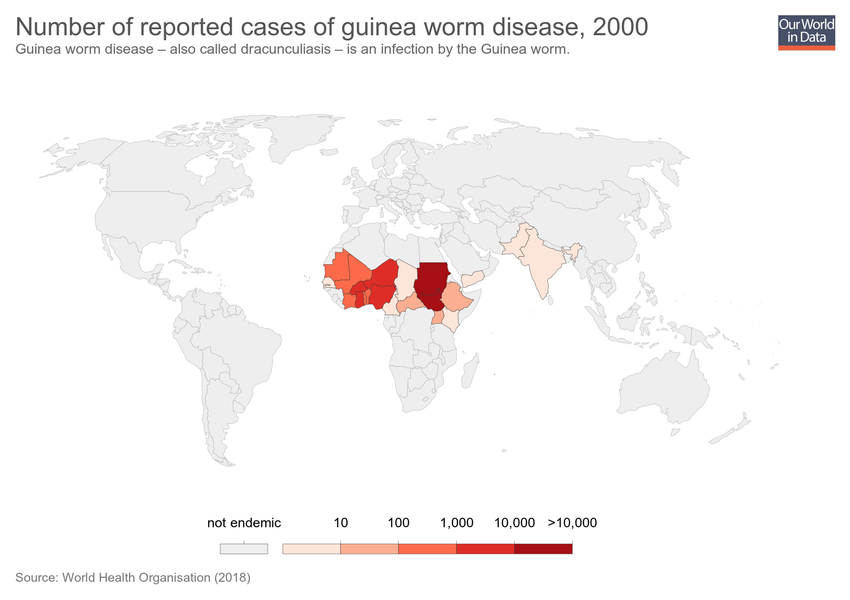 Number of reported cases of guinea worm disease, 2000
Guinea worm disease – also called dracunculiasis – is an infection by the Guinea worm.
Our World
in Data
not endemic 10 100 1,000 10,000 >10,000
Source: World Health Organisation (2018)